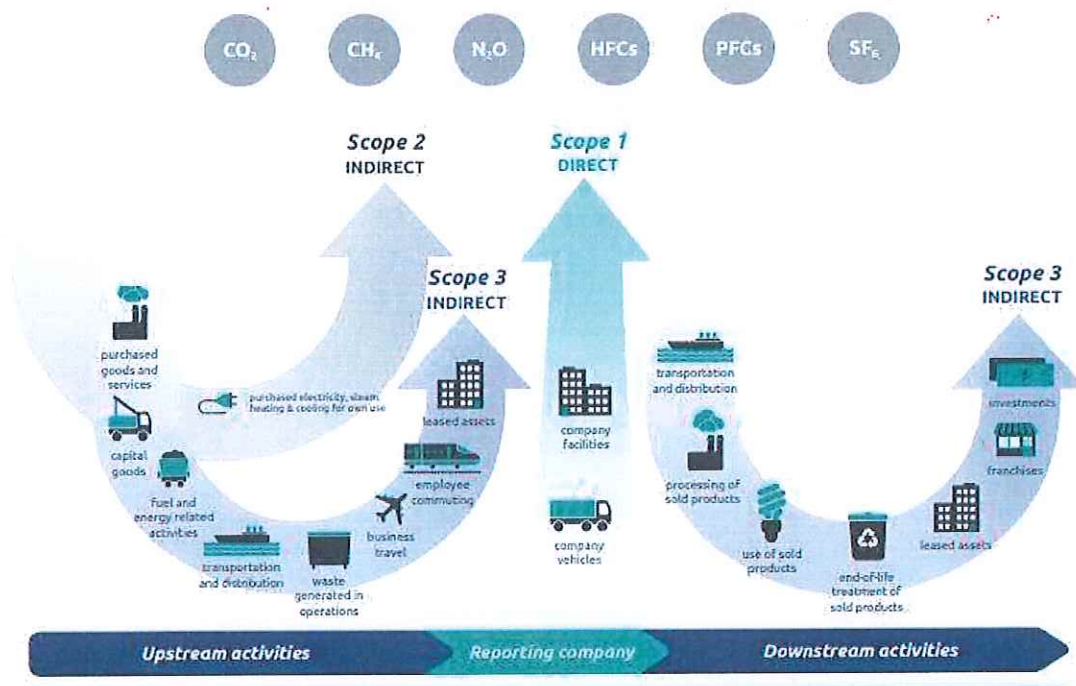 CO₂
CH₄
N₂O
HFCs
PFCs
SF₆
Scope 2
INDIRECT
Scope 1
DIRECT
Scope 3
INDIRECT
Scope 3
INDIRECT
purchased
goods and
services
purchased electricity, steam,
heating & cooling for own use
capital
goods
fuel and
energy related
activities
transportation
and distribution
waste
generated in
operations
business
travel
employee
commuting
leased assets
company
facilities
company
vehicles
transportation
and distribution
processing of
sold products
use of sold
products
end-of-life
treatment of
sold products
leased assets
franchises
investments
Upstream activities
Reporting company
Downstream activities